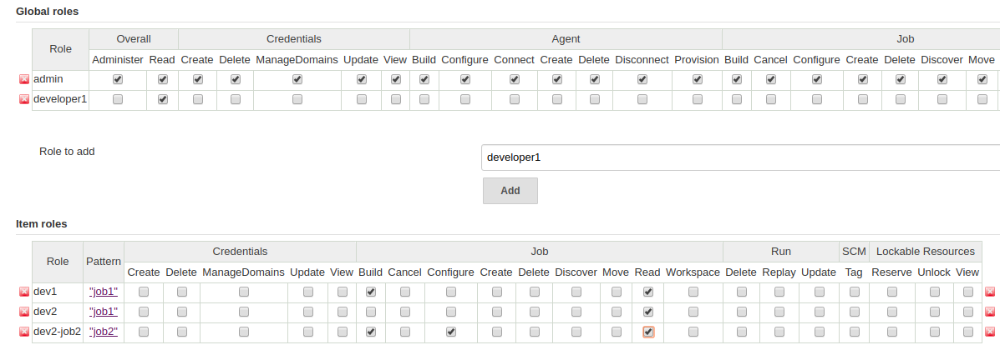 Global roles
Role Overall Credentials Agent Job
Administer Read Create Delete ManageDomains Update View Build Configure Connect Create Delete Disconnect Provision Build Cancel Configure Create Delete Discover Move
admin
developer1
Role to add developer1
Add
Item roles
Role Pattern Credentials Job Run SCM Lockable Resources
Create Delete ManageDomains Update View Build Cancel Configure Create Delete Discover Move Read Workspace Delete Replay Update Tag Reserve Unlock View
dev1 "job1"
dev2 "job1"
dev2-job2 "job2"